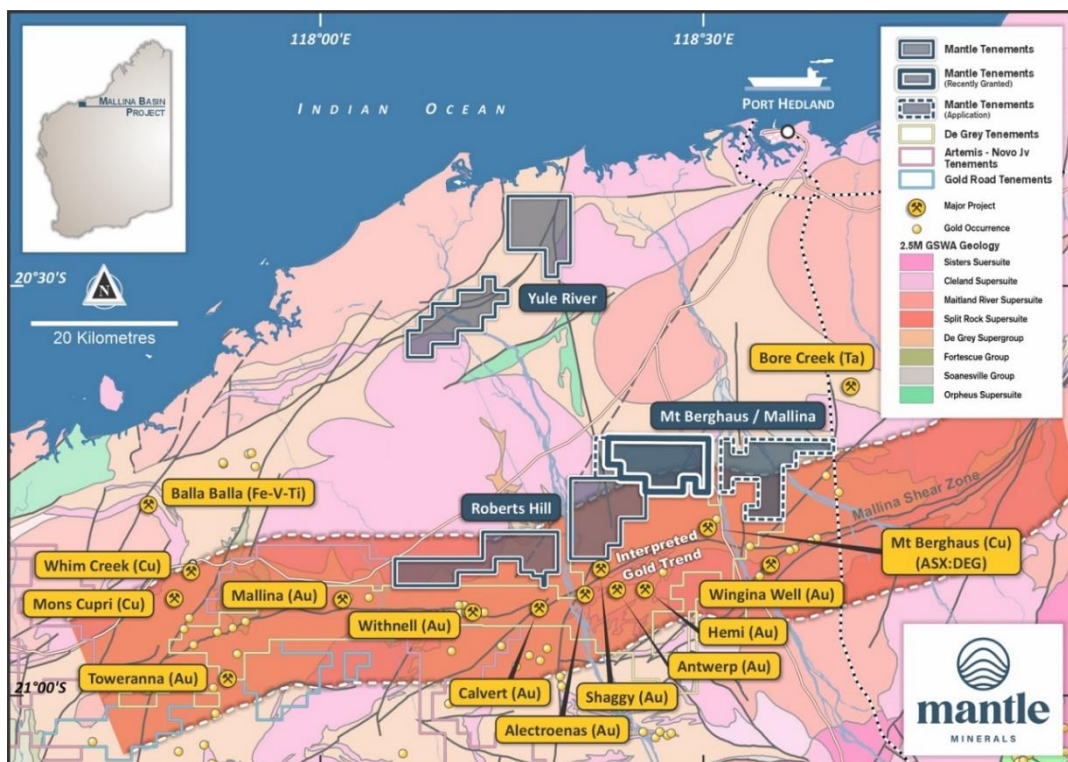 118°00'E
118°30'E
MALLINA BASIN
PROJECT
INDIAN OCEAN
PORT HEDLAND
Mantle Tenements
Mantle Tenements
(Recently Granted)
Mantle Tenements
(Application)
De Grey Tenements
Artemis - Novo Jv
Tenements
Gold Road Tenements
Major Project
Gold Occurrence
2.5M GSWA Geology
Sisters Suersuite
Cleland Supersuite
Maitland River Supersuite
Split Rock Supersuite
De Grey Supergroup
Fortescue Group
Soanesville Group
Orpheus Supersuite
20°30'S
N
20 Kilometres
Yule River
Bore Creek (Ta)
Mt Berghaus / Mallina
Balla Balla (Fe-V-Ti)
Roberts Hill
Mallina Shear Zone
Interpreted
Gold Trend
Mt Berghaus (Cu)
(ASX:DEG)
Whim Creek (Cu)
Mons Cupri (Cu)
Mallina (Au)
Withnell (Au)
Wingina Well (Au)
Hemi (Au)
Antwerp (Au)
Toweranna (Au)
Calvert (Au)
Shaggy (Au)
Alectroenas (Au)
21°00'S
mantle
MINERALS